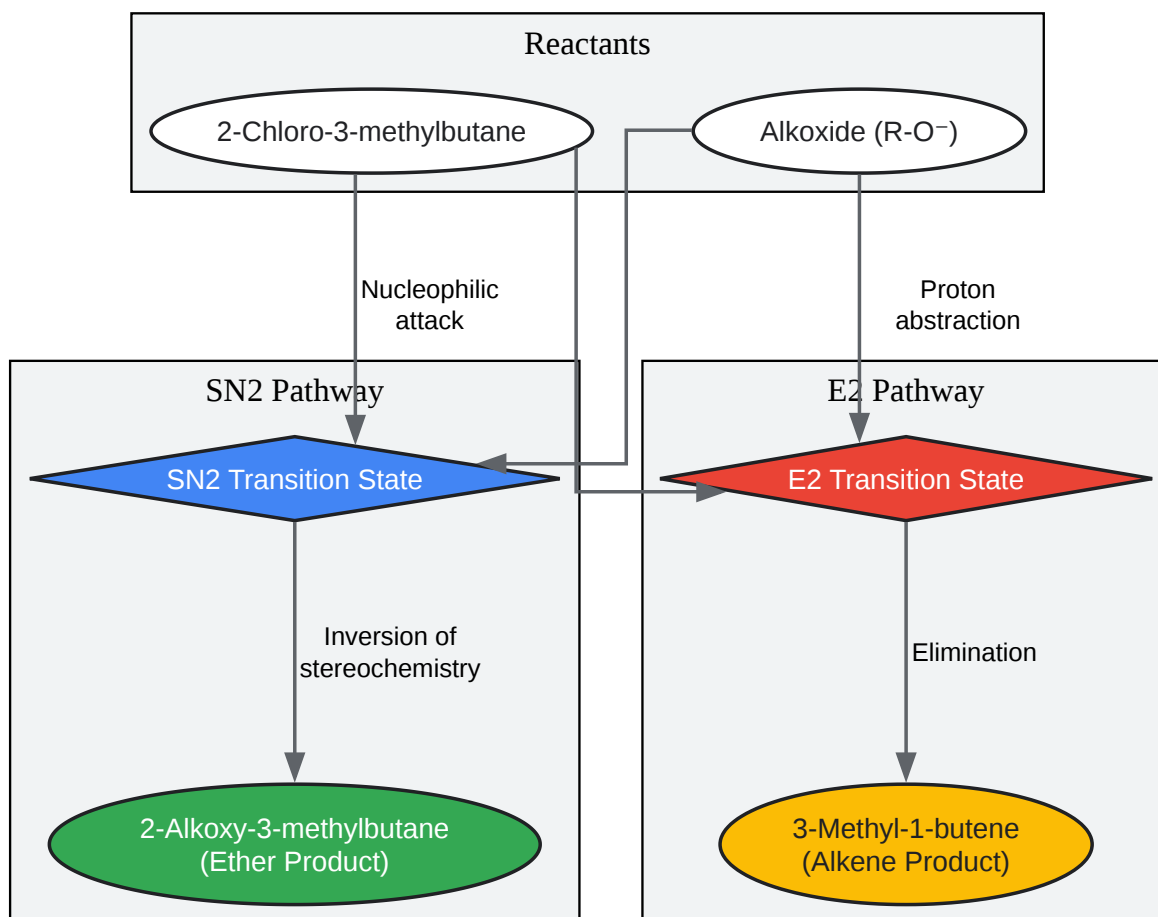 Reactants
2-Chloro-3-methylbutane
Alkoxide (R-O⁻)
Nucleophilic
attack
Proton
abstraction
SN2 Pathway
E2 Pathway
SN2 Transition State
E2 Transition State
Inversion of
stereochemistry
Elimination
2-Alkoxy-3-methylbutane
(Ether Product)
3-Methyl-1-butene
(Alkene Product)